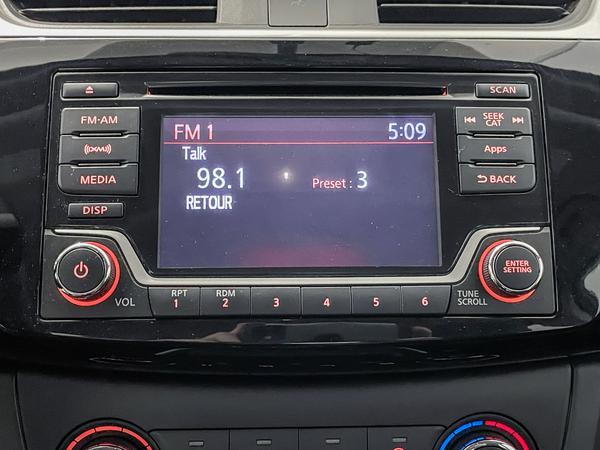 SCAN
FM·AM
SEEK
CAT
FM 1 5:09
Talk
98.1 Preset : 3
RETOUR
((SXM))
Apps
MEDIA
BACK
DISP
ENTER
SETTING
VOL
RPT
1
RDM
2
3
4
5
6
TUNE
SCROLL